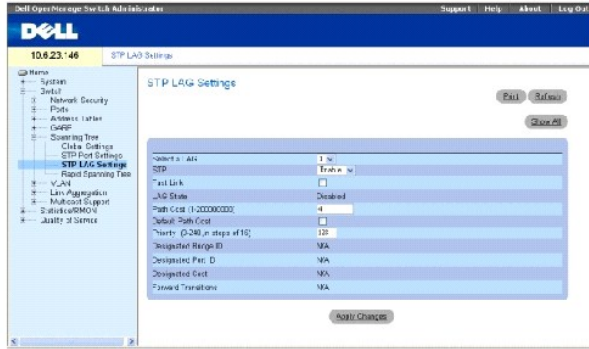 Dell OpenManage Switch Administrator
Support Help About Log Out
DELL
10.6.23.146 STP LAG Settings
Home
System
Switch
Network Security
Ports
Address Tables
GARP
Spanning Tree
Global Settings
STP Port Settings
STP LAG Settings
Rapid Spanning Tree
VLAN
Link Aggregation
Multicast Support
Statistics/RMON
Quality of Service
STP LAG Settings
Print Refresh
Show All
Select a LAG 1
STP Enable
Fast Link
LAG State Disabled
Path Cost (1-200000000) 4
Default Path Cost
Priority (0-240, in steps of 16) 128
Designated Bridge ID N/A
Designated Port ID N/A
Designated Cost N/A
Forward Transitions N/A
Apply Changes